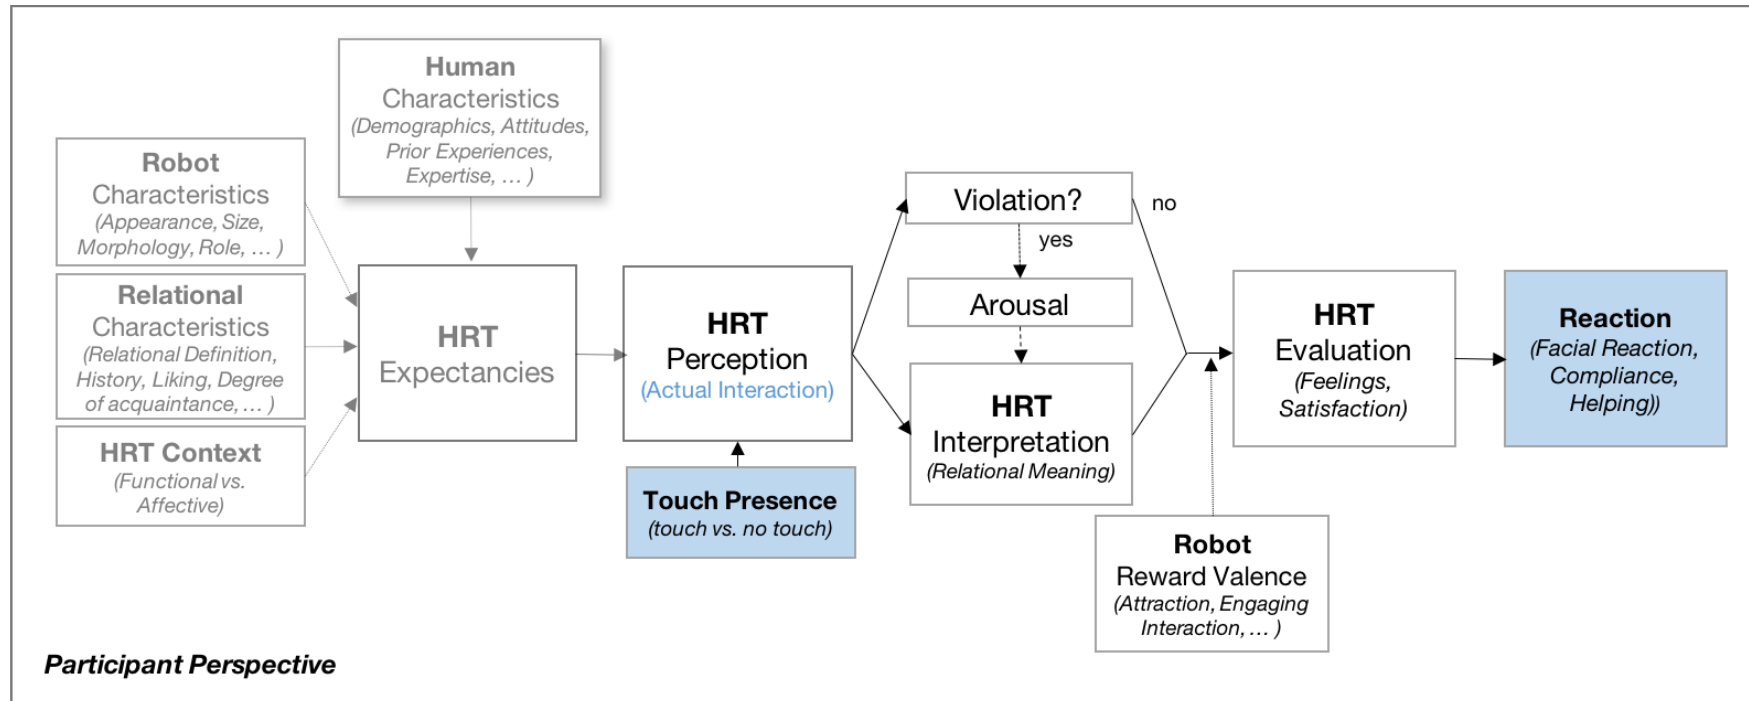 Human
Characteristics
(Demographics, Attitudes,
Prior Experiences,
Expertise, … )
Robot
Characteristics
(Appearance, Size,
Morphology, Role, … )
Relational
Characteristics
(Relational Definition,
History, Liking, Degree
of acquaintance, … )
HRT Context
(Functional vs.
Affective)
HRT
Expectancies
HRT
Perception
(Actual Interaction)
Touch Presence
(touch vs. no touch)
Violation?
no
yes
Arousal
HRT
Interpretation
(Relational Meaning)
Robot
Reward Valence
(Attraction, Engaging
Interaction, … )
HRT
Evaluation
(Feelings,
Satisfaction)
Reaction
(Facial Reaction,
Compliance,
Helping))
Participant Perspective